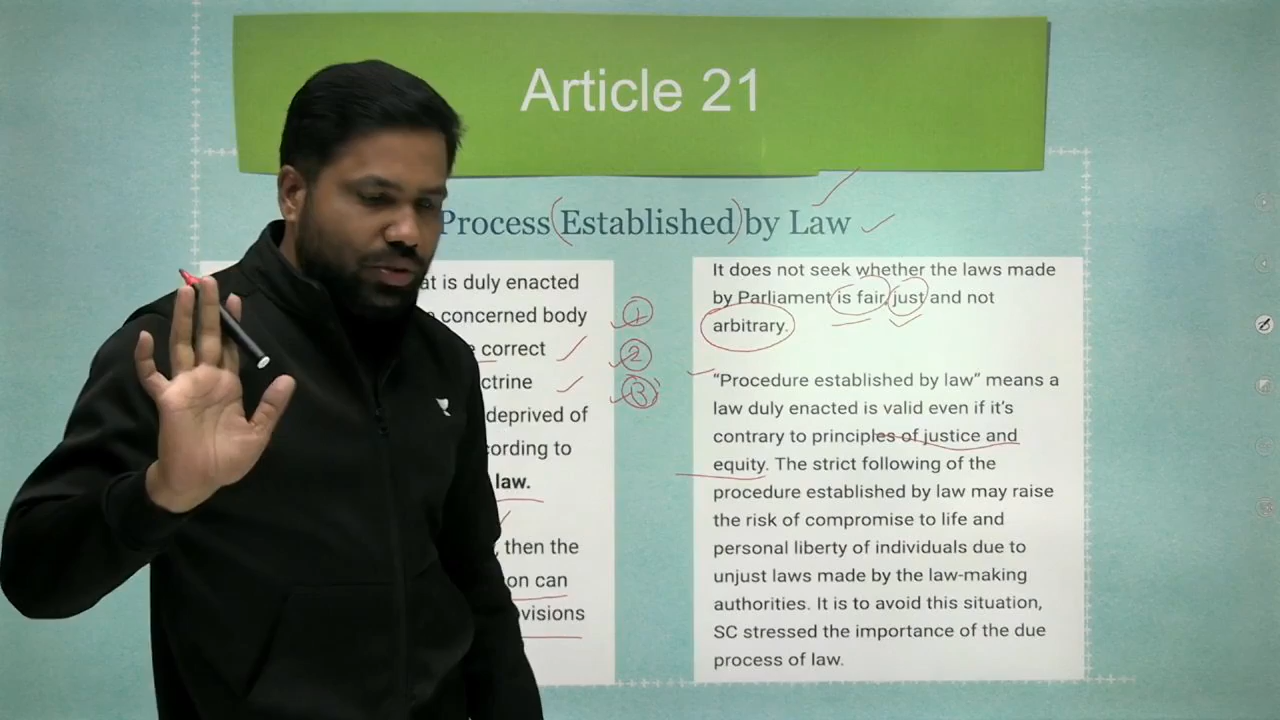 Article 21
Process (Established) by Law
at is duly enacted
concerned body
correct
ctrine
deprived of
cording to
law.
, then the
on can
ovisions
1
2
3
It does not seek whether the laws made
by Parliament is fair, just and not
arbitrary.
“Procedure established by law” means a
law duly enacted is valid even if it’s
contrary to principles of justice and
equity. The strict following of the
procedure established by law may raise
the risk of compromise to life and
personal liberty of individuals due to
unjust laws made by the law-making
authorities. It is to avoid this situation,
SC stressed the importance of the due
process of law.